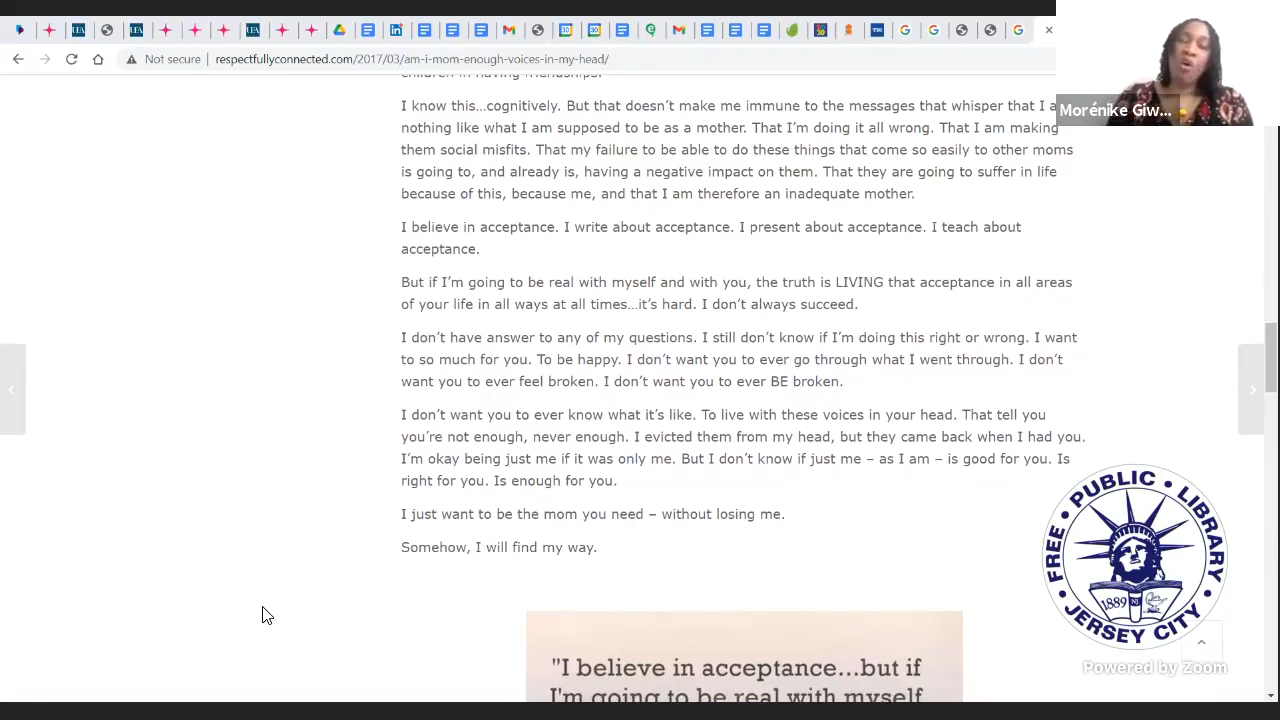 Not secure
respectfullyconnected.com/2017/03/am-i-mom-enough-voices-in-my-head/
Morénike Giw...
children in having friendships.
I know this...cognitively. But that doesn't make me immune to the messages that whisper that I a
nothing like what I am supposed to be as a mother. That I'm doing it all wrong. That I am making
them social misfits. That my failure to be able to do these things that come so easily to other moms
is going to, and already is, having a negative impact on them. That they are going to suffer in life
because of this, because me, and that I am therefore an inadequate mother.
I believe in acceptance. I write about acceptance. I present about acceptance. I teach about
acceptance.
But if I'm going to be real with myself and with you, the truth is LIVING that acceptance in all areas
of your life in all ways at all times...it's hard. I don't always succeed.
I don't have answer to any of my questions. I still don't know if I'm doing this right or wrong. I want
to so much for you. To be happy. I don't want you to ever go through what I went through. I don't
want you to ever feel broken. I don't want you to ever BE broken.
I don't want you to ever know what it's like. To live with these voices in your head. That tell you
you're not enough, never enough. I evicted them from my head, but they came back when I had you.
I'm okay being just me if it was only me. But I don't know if just me – as I am – is good for you. Is
right for you. Is enough for you.
I just want to be the mom you need – without losing me.
Somehow, I will find my way.
"I believe in acceptance...but if
I'm going to be real with myself
FREE • PUBLIC • LIBRARY
1889 NJ
JERSEY CITY
Powered by Zoom